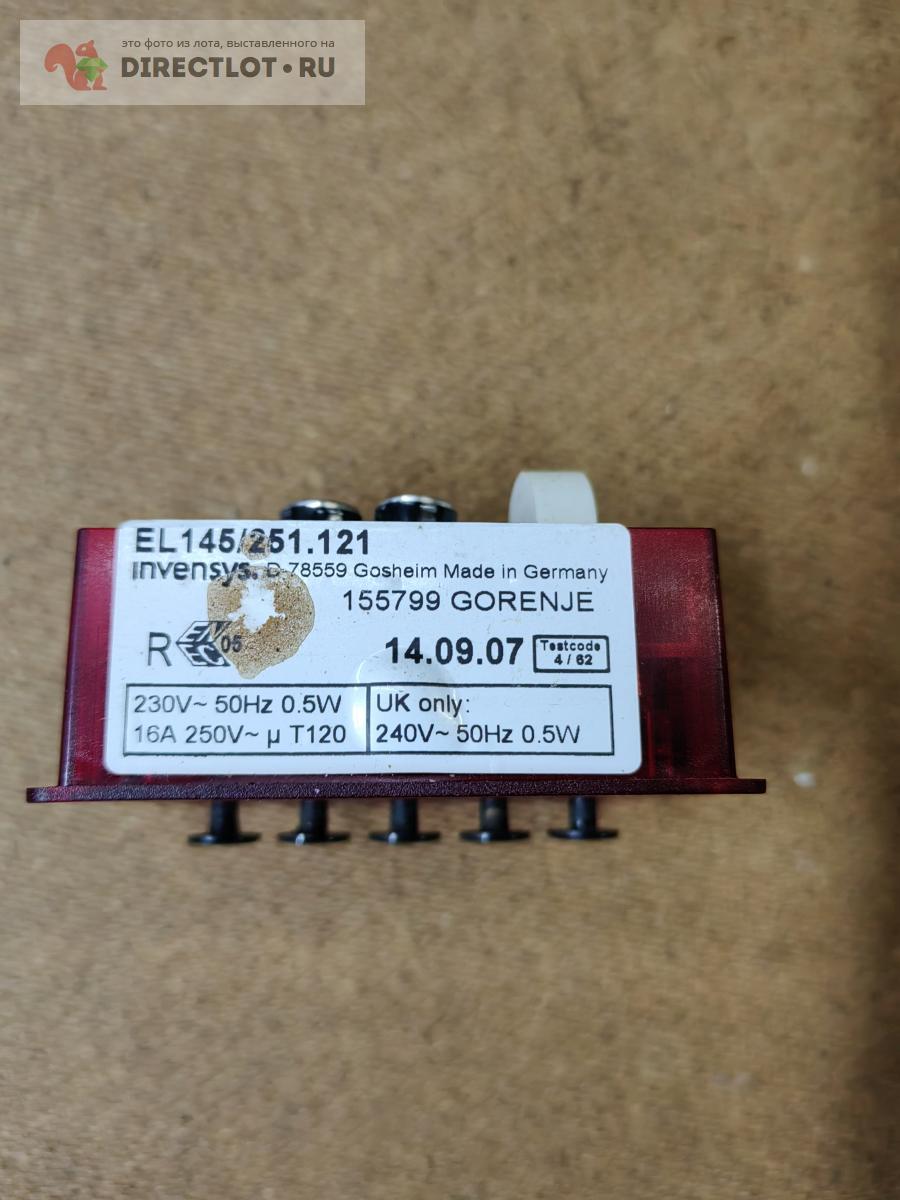 это фото из лота, выставленного на
DIRECTLOT•RU
EL145/251.121
invensys. D-78559 Gosheim Made in Germany
155799 GORENJE
R ENEC 05 14.09.07 Testcode
4 / 62
230V~ 50Hz 0.5W UK only:
16A 250V~ µ T120 240V~ 50Hz 0.5W